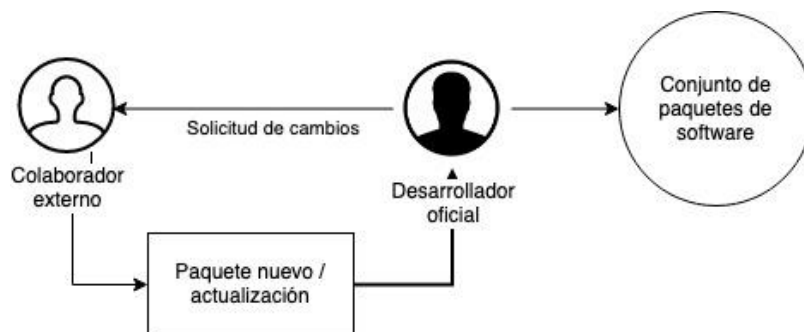 Conjunto de
paquetes de
software
Solicitud de cambios
Colaborador
externo
Desarrollador
oficial
Paquete nuevo /
actualización